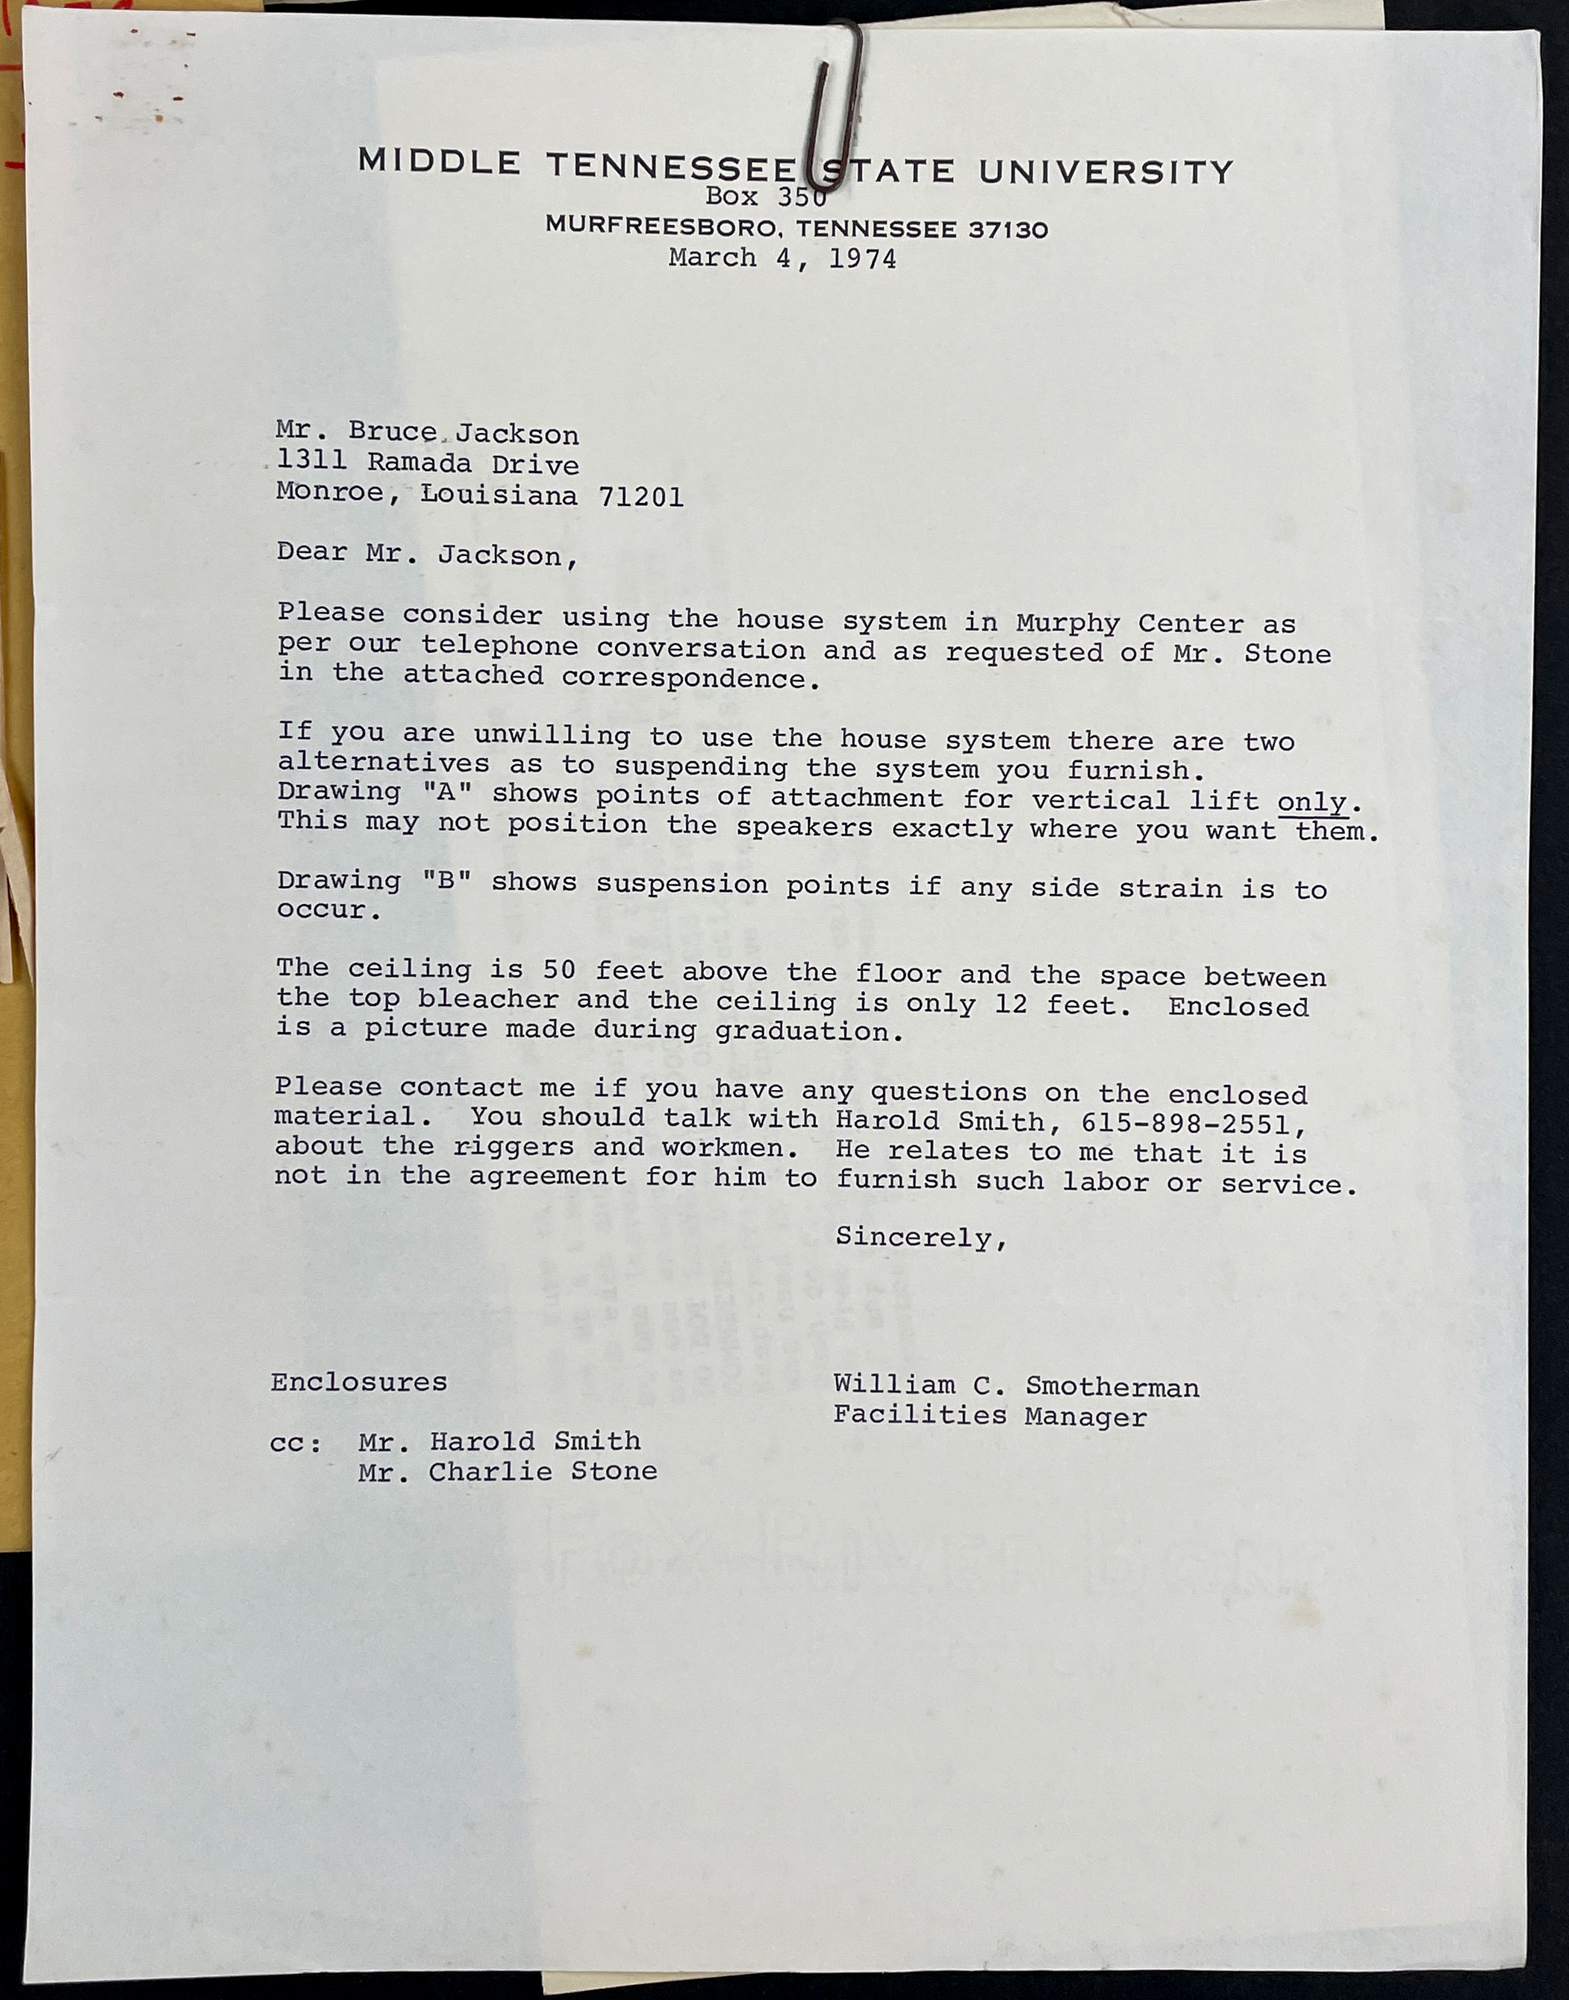 MIDDLE TENNESSEE STATE UNIVERSITY
Box 350
MURFREESBORO, TENNESSEE 37130
March 4, 1974
Mr. Bruce Jackson
1311 Ramada Drive
Monroe, Louisiana 71201
Dear Mr. Jackson,
Please consider using the house system in Murphy Center as
per our telephone conversation and as requested of Mr. Stone
in the attached correspondence.
If you are unwilling to use the house system there are two
alternatives as to suspending the system you furnish.
Drawing "A" shows points of attachment for vertical lift only.
This may not position the speakers exactly where you want them.
Drawing "B" shows suspension points if any side strain is to
occur.
The ceiling is 50 feet above the floor and the space between
the top bleacher and the ceiling is only 12 feet.  Enclosed
is a picture made during graduation.
Please contact me if you have any questions on the enclosed
material.  You should talk with Harold Smith, 615-898-2551,
about the riggers and workmen.  He relates to me that it is
not in the agreement for him to furnish such labor or service.
Sincerely,
William C. Smotherman
Facilities Manager
Enclosures
cc:  Mr. Harold Smith
Mr. Charlie Stone